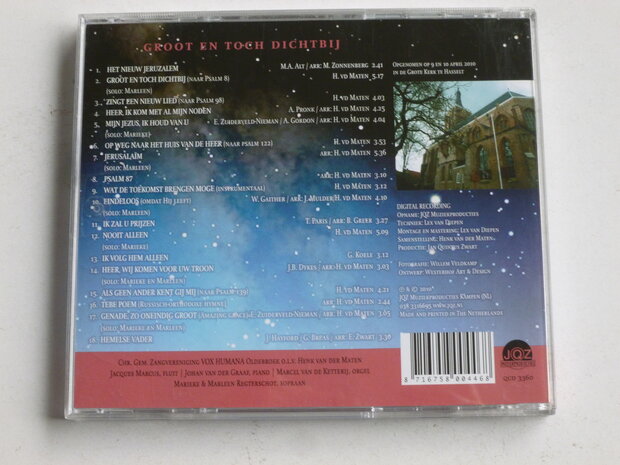 GROOT EN TOCH DICHTBIJ
1. HET NIEUW JERUZALEM M.A. ALT / ARR: M. ZONNENBERG 2.41
2. GROOT EN TOCH DICHTBIJ (NAAR PSALM 8) H. VD MATEN 5.17
(SOLO: MARLEEN)
3. ZINGT EEN NIEUW LIED (NAAR PSALM 98) H. VD MATEN 4.03
4. HEER, IK KOM MET AL MIJN NODEN A. PRONK / ARR: H. VD MATEN 4.25
5. MIJN JEZUS, IK HOUD VAN U E. ZUIDERVELD-NIEMAN / A. GORDON / ARR: H. VD MATEN 4.04
(SOLO: MARIEKE)
6. OP WEG NAAR HET HUIS VAN DE HEER (NAAR PSALM 122) H. VD MATEN 3.53
7. JERUSALAÏM ARR: H. VD MATEN 5.36
(SOLO: MARLEEN)
8. PSALM 87 ARR: H. VD MATEN 3.10
9. WAT DE TOEKOMST BRENGEN MOGE (INSTRUMENTAAL) ARR: H. VD MATEN 3.12
10. EINDELOOS (OMDAT HIJ LEEFT) W. GAITHER / ARR: J. MULDER/H. VD MATEN 4.10
(SOLO: MARLEEN)
11. IK ZAL U PRIJZEN T. PARIS / ARR: B. GREER 3.27
12. NOOIT ALLEEN H. VD MATEN 5.09
(SOLO: MARIEKE)
13. IK VOLG HEM ALLEEN G. KOELE 3.12
14. HEER, WIJ KOMEN VOOR UW TROON J.B. DYKES / ARR: H. VD MATEN 3.03
(SOLO: MARIEKE EN MARLEEN)
15. ALS GEEN ANDER KENT GIJ MIJ (NAAR PSALM 139) H. VD MATEN 4.21
16. TEBE POEM (RUSSISCH-ORTHODOXE HYMNE) ARR: H. VD MATEN 2.44
17. GENADE, ZO ONEINDIG GROOT (AMAZING GRACE) E. ZUIDERVELD-NIEMAN / ARR: H. VD MATEN 3.05
(SOLO: MARIEKE EN MARLEEN)
18. HEMELSE VADER J. HAYFORD / G. BREAS / ARR: E. ZWART 3.36
CHR. GEM. ZANGVERENIGING VOX HUMANA OLDEBROEK O.L.V. HENK VAN DER MATEN
JACQUES MARCUS, FLUIT / JOHAN VAN DER GRAAF, PIANO / MARCEL VAN DE KETTERIJ, ORGEL
MARIEKE & MARLEEN REGTERSCHOT, SOPRAAN
OPGENOMEN OP 9 EN 10 APRIL 2010
IN DE GROTE KERK TE HASSELT
DIGITAL RECORDING
OPNAME: JQZ MUZIEKPRODUCTIES
TECHNIEK: LEX VAN DIEPEN
MONTAGE EN MASTERING: LEX VAN DIEPEN
SAMENSTELLING: HENK VAN DER MATEN
PRODUCTIE: JAN QUINTUS ZWART
FOTOGRAFIE: WILLEM VELDKAMP
ONTWERP: WESTERINK ART & DESIGN
℗ & © 2010
JQZ MUZIEKPRODUCTIES KAMPEN (NL)
038 3316695 WWW.JQZ.NL
MADE AND PRINTED IN THE NETHERLANDS
8 716758 004468
JQZ
QCD 3360